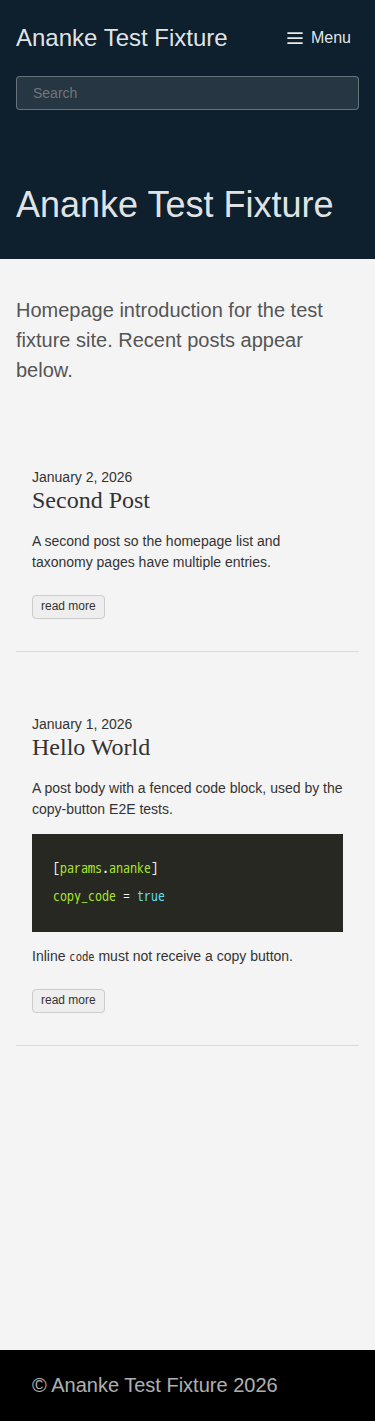 Ananke Test Fixture
Menu
Search
Ananke Test Fixture
Homepage introduction for the test
fixture site. Recent posts appear
below.
January 2, 2026
Second Post
A second post so the homepage list and
taxonomy pages have multiple entries.
read more
January 1, 2026
Hello World
A post body with a fenced code block, used by the
copy-button E2E tests.
[params.ananke]
copy_code = true
Inline code must not receive a copy button.
read more
© Ananke Test Fixture 2026